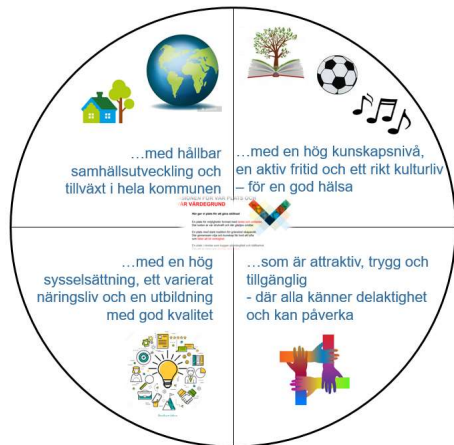 …med hållbar
samhällsutveckling och
tillväxt i hela kommunen
…med en hög kunskapsnivå,
en aktiv fritid och ett rikt kulturliv
– för en god hälsa
VÄRDEGRUND
…med en hög
sysselsättning, ett varierat
näringsliv och en utbildning
med god kvalitet
…som är attraktiv, trygg och
tillgänglig
- där alla känner delaktighet
och kan påverka